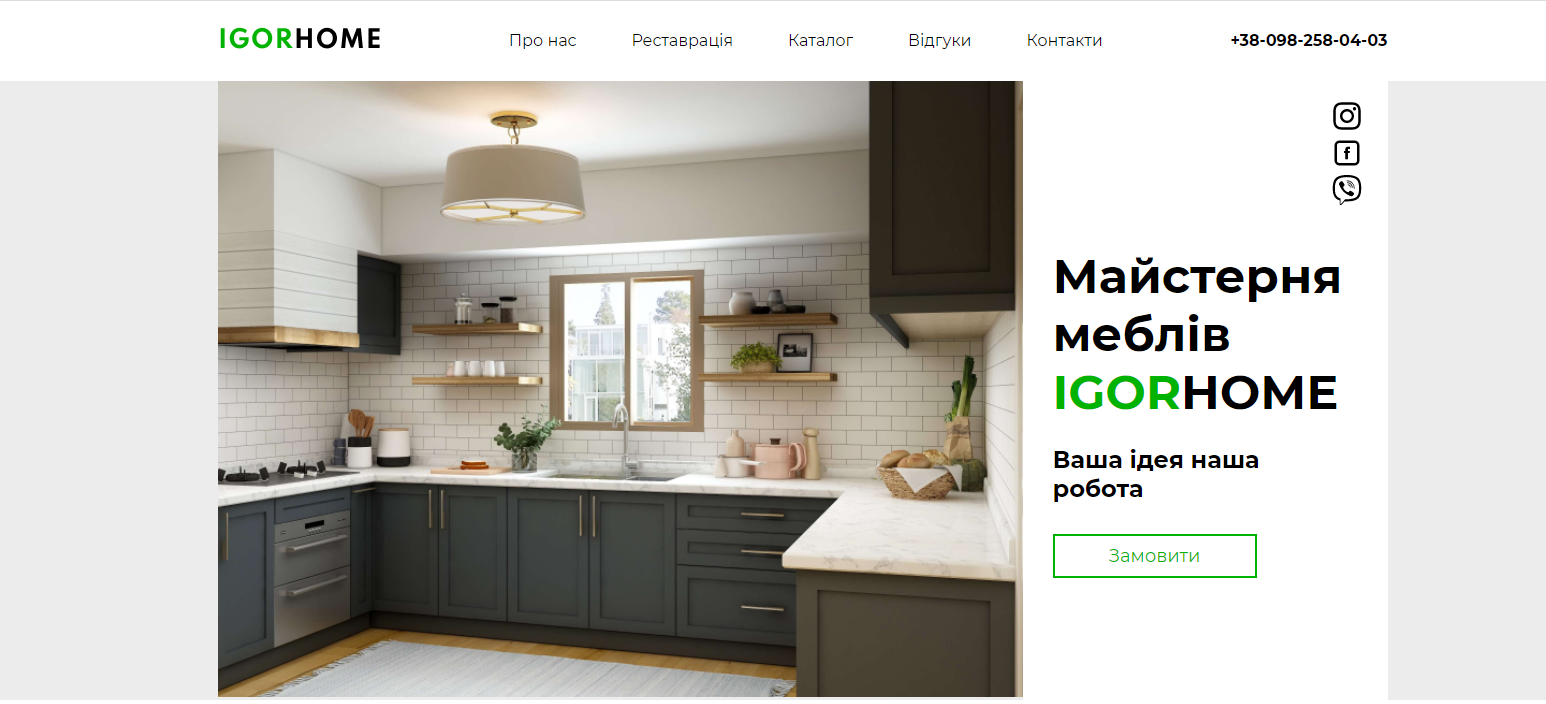 IGORHOME
Про нас
Реставрація
Каталог
Відгуки
Контакти
+38-098-258-04-03
Майстерня
меблів
IGORHOME
Ваша ідея наша
робота
Замовити